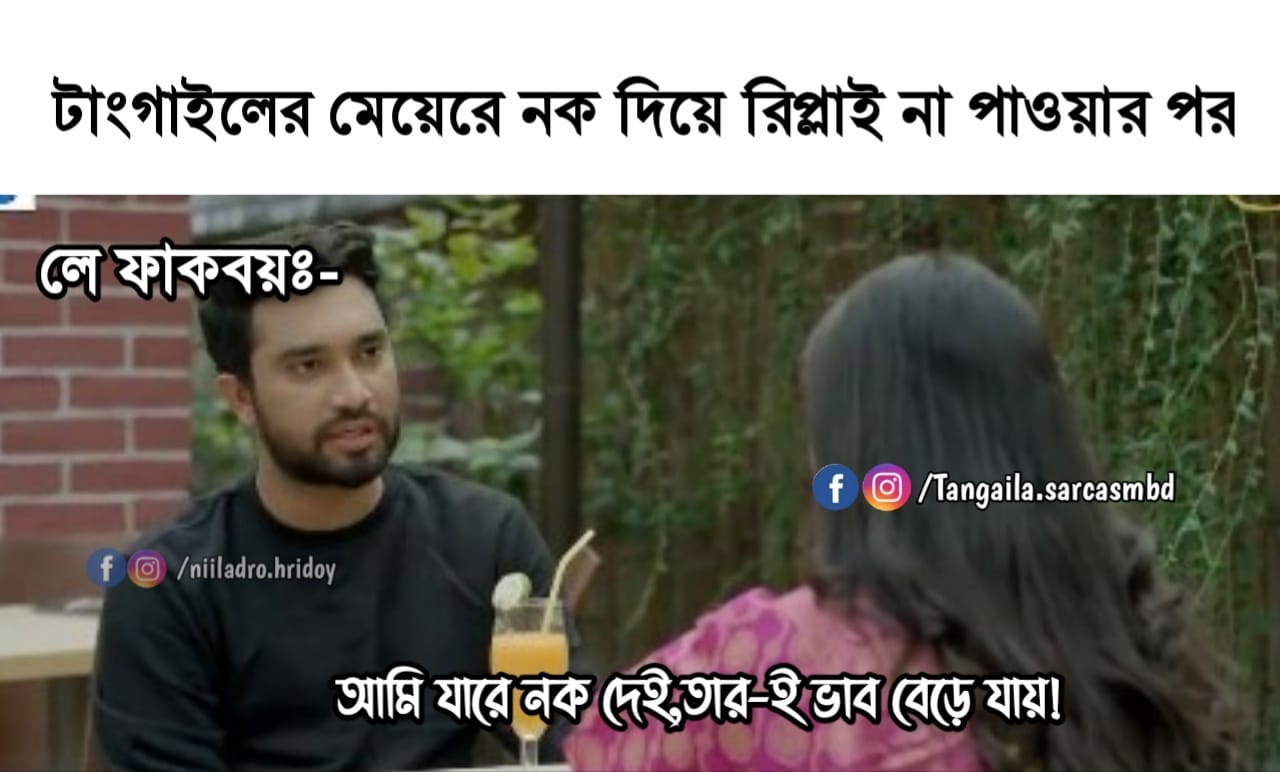 টাংগাইলের মেয়েরে নক দিয়ে রিপ্লাই না পাওয়ার পর
লে ফাকবয়ঃ-
/Tangaila.sarcasmbd
/niiladro.hridoy
আমি যারে নক দেই,তার-ই ভাব বেড়ে যায়!